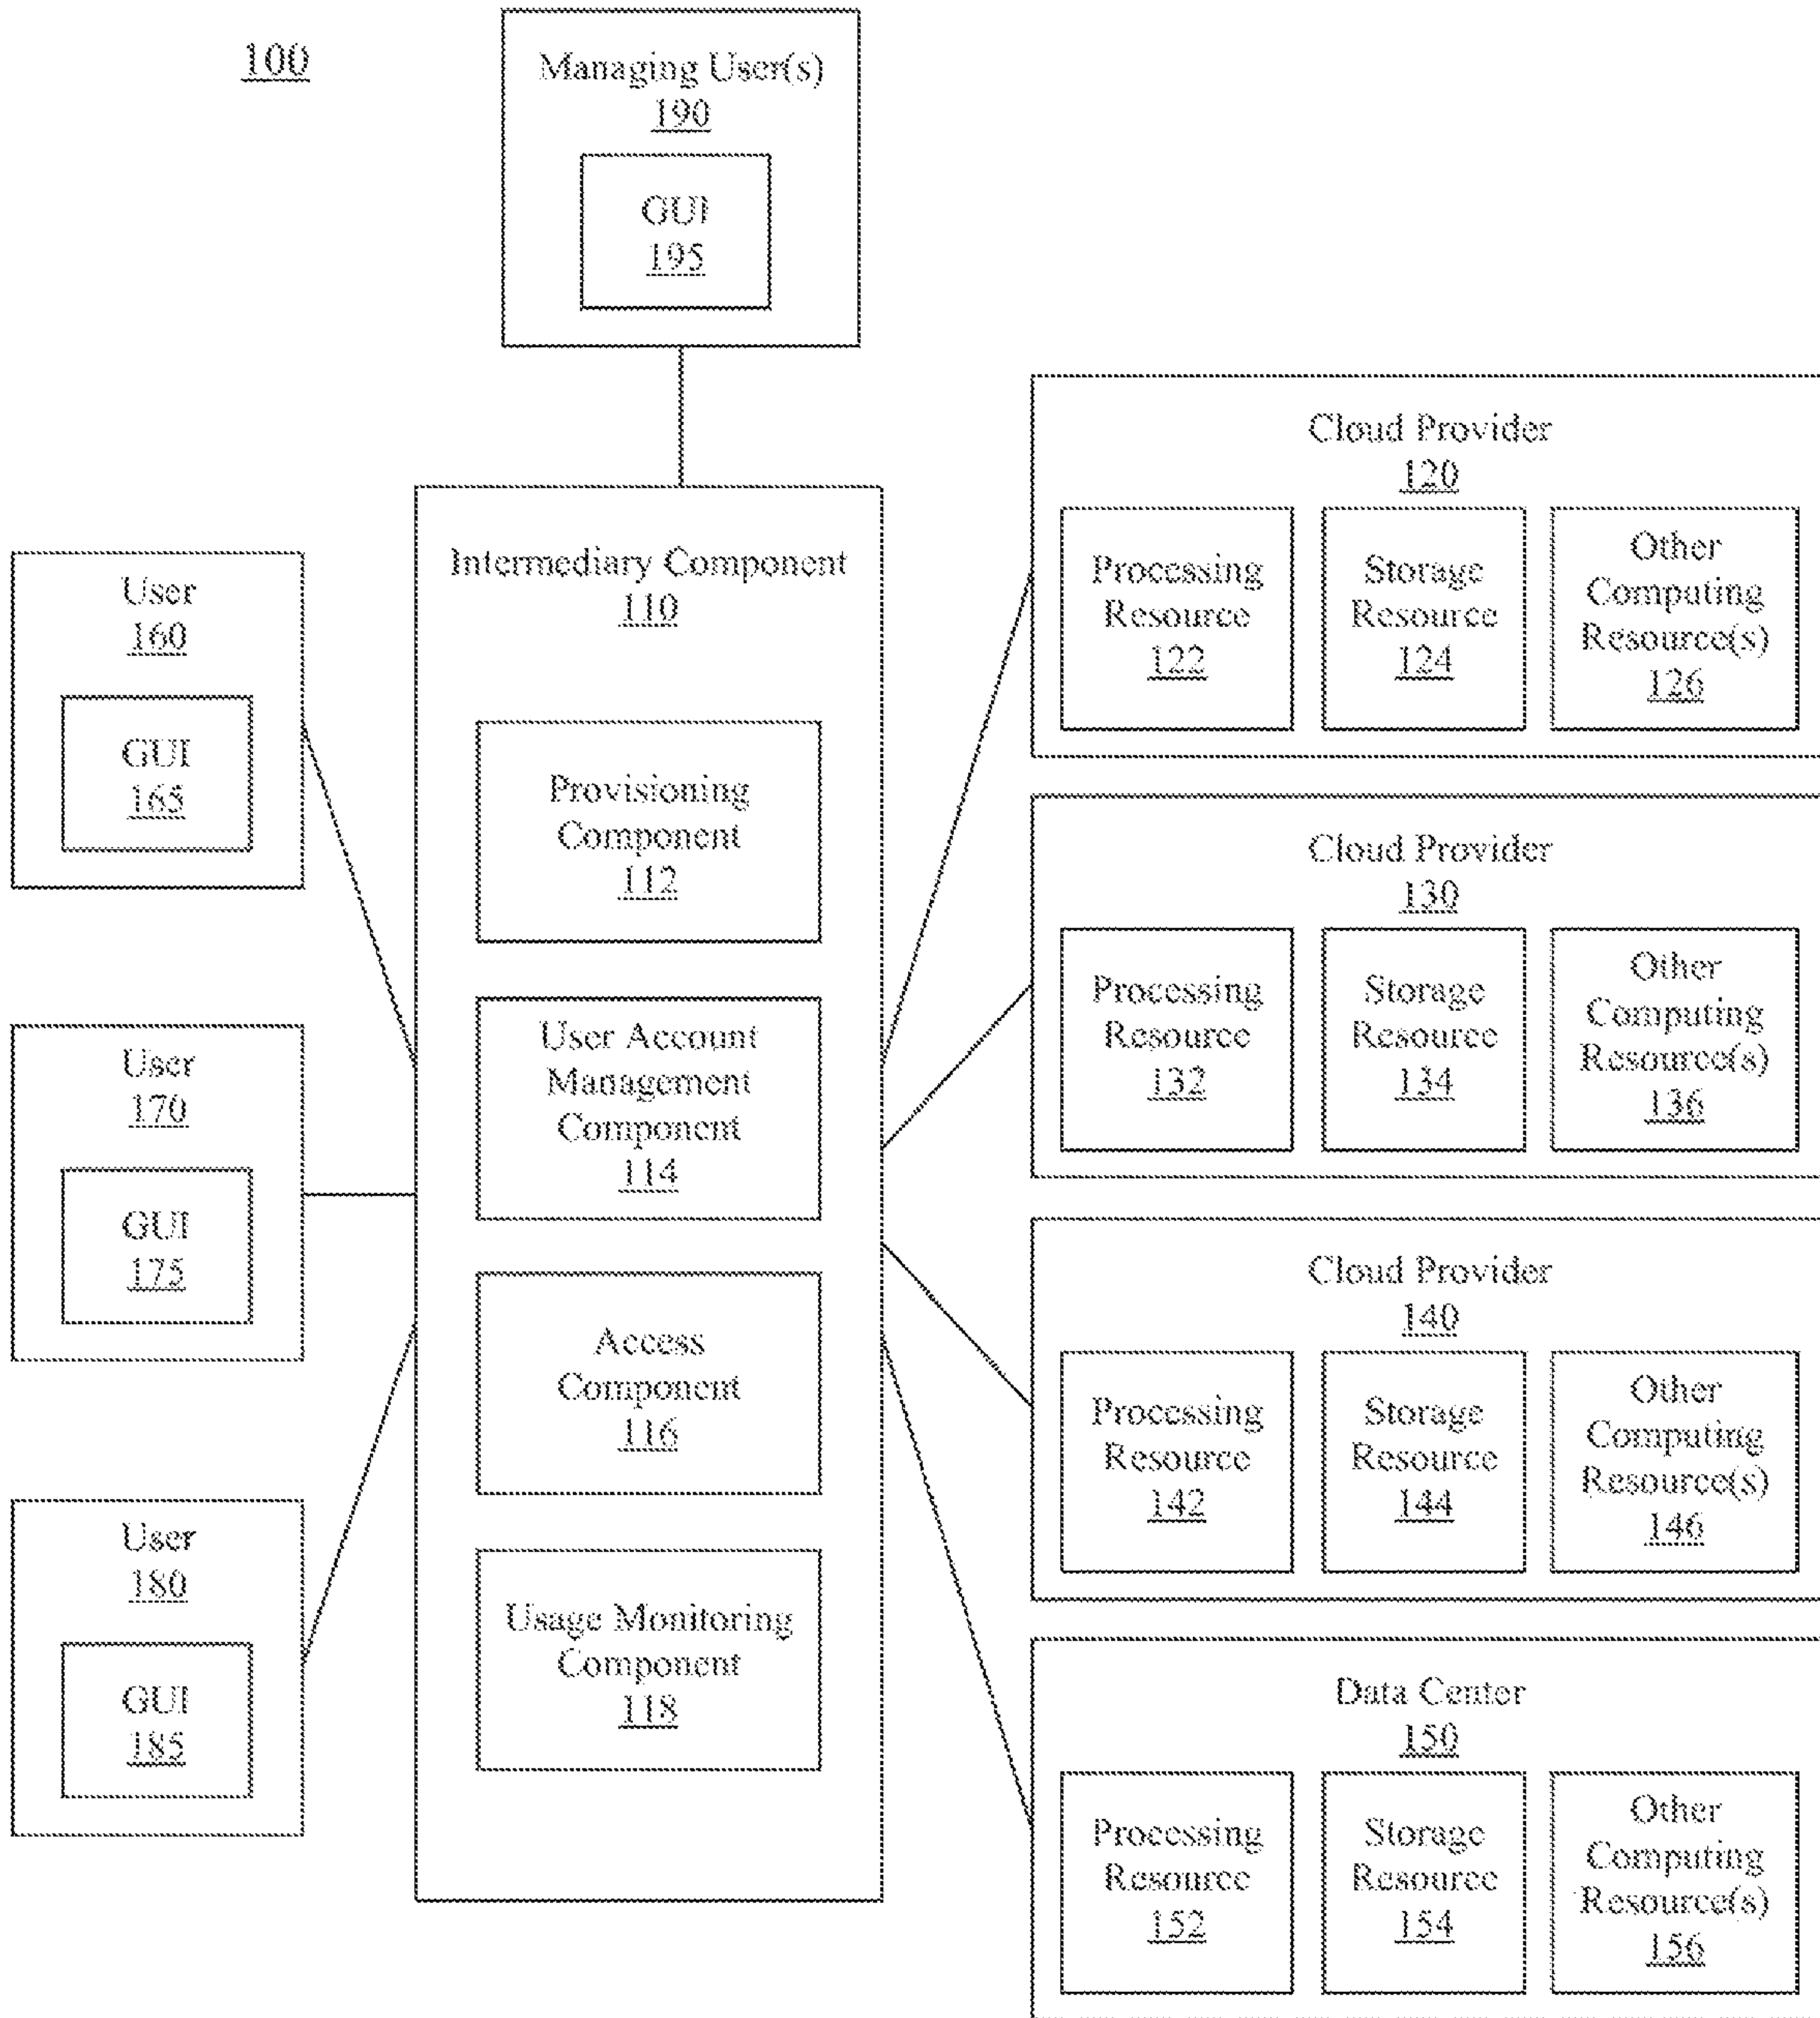 100
Managing User(s)
190
GUI
195
User
160
GUI
165
User
170
GUI
175
User
180
GUI
185
Intermediary Component
110
Provisioning
Component
112
User Account
Management
Component
114
Access
Component
116
Usage Monitoring
Component
118
Cloud Provider
120
Processing
Resource
122
Storage
Resource
124
Other
Computing
Resource(s)
126
Cloud Provider
130
Processing
Resource
132
Storage
Resource
134
Other
Computing
Resource(s)
136
Cloud Provider
140
Processing
Resource
142
Storage
Resource
144
Other
Computing
Resource(s)
146
Data Center
150
Processing
Resource
152
Storage
Resource
154
Other
Computing
Resource(s)
156